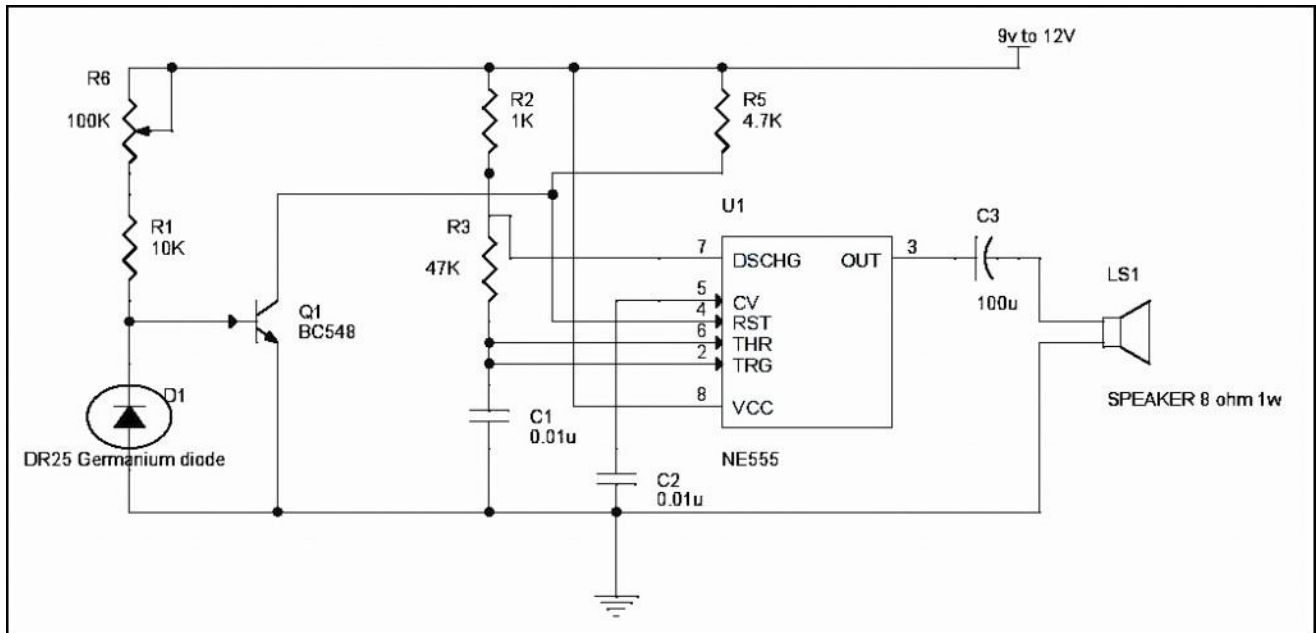 9v to 12V
R6
100K
R2
1K
R5
4.7K
R1
10K
R3
47K
U1
C3
100u
LS1
7
DSCHG
OUT
3
5
CV
4
RST
6
THR
2
TRG
8
VCC
NE555
Q1
BC548
D1
DR25 Germanium diode
C1
0.01u
C2
0.01u
SPEAKER 8 ohm 1w